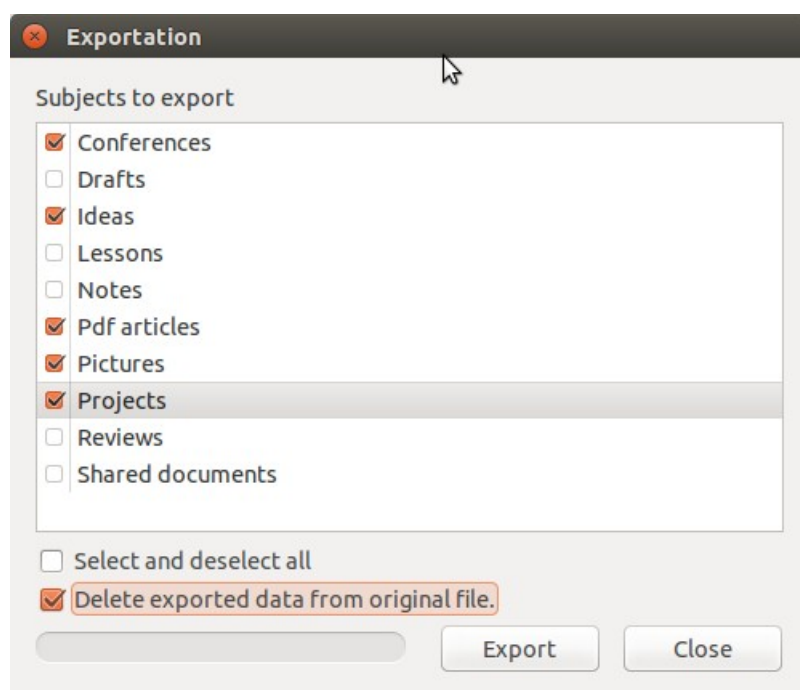 Exportation
Subjects to export
Conferences
Drafts
Ideas
Lessons
Notes
Pdf articles
Pictures
Projects
Reviews
Shared documents
Select and deselect all
Delete exported data from original file.
Export Close